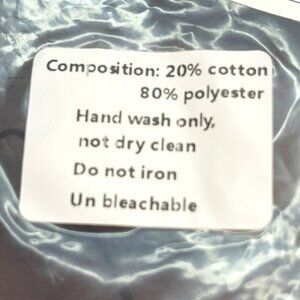 Composition: 20% cotton
80% polyester
Hand wash only,
not dry clean
Do not iron
Un bleachable